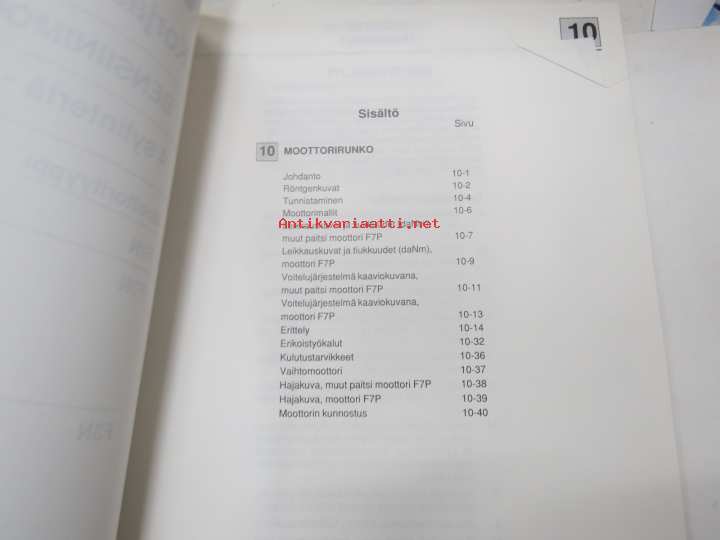 10
Sisältö
Sivu
10 MOOTTORIRUNKO
Johdanto 10-1
Röntgenkuvat 10-2
Tunnistaminen 10-4
Moottorimallit 10-6
Antikvariaatti.net
muut paitsi moottori F7P 10-7
Leikkauskuvat ja tiukkuudet (daNm),
moottori F7P 10-9
Voitelujärjestelmä kaaviokuvana,
muut paitsi moottori F7P 10-11
Voitelujärjestelmä kaaviokuvana,
moottori F7P 10-13
Erittely 10-14
Erikoistyökalut 10-32
Kulutustarvikkeet 10-36
Vaihtomoottori 10-37
Hajakuva, muut paitsi moottori F7P 10-38
Hajakuva, moottori F7P 10-39
Moottorin kunnostus 10-40